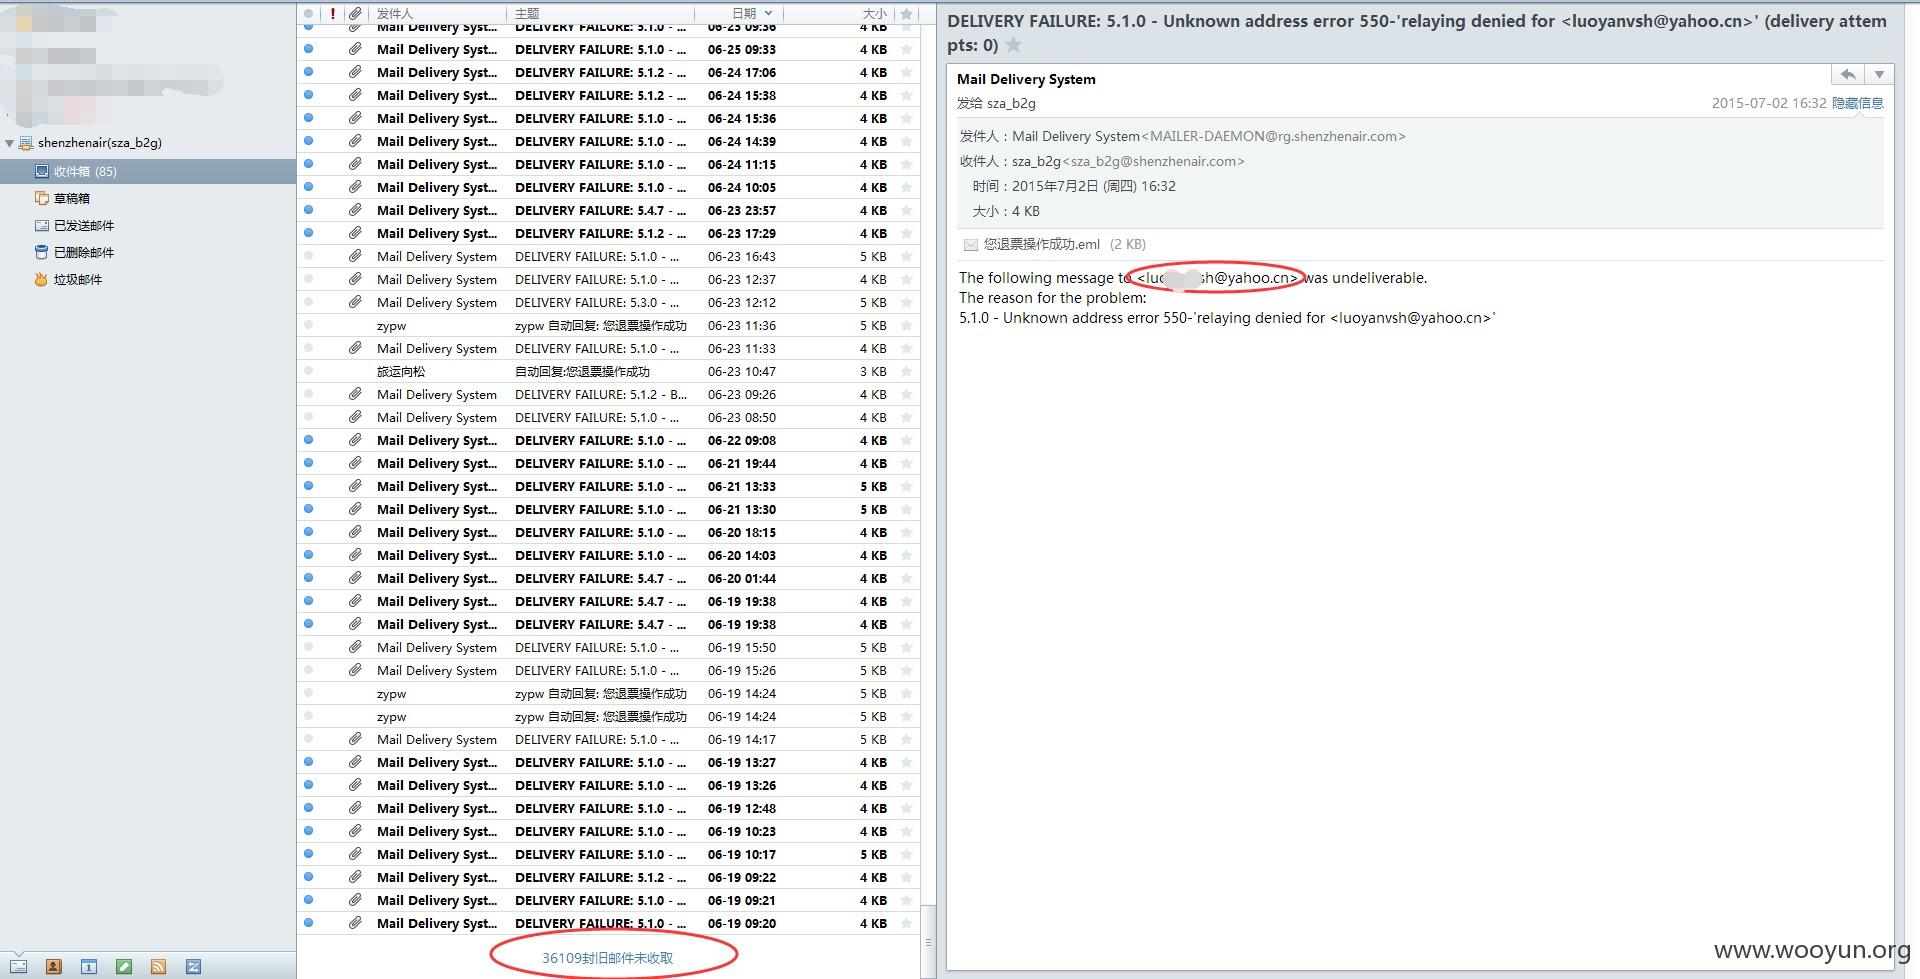 shenzhenair(sza_b2g)
收件箱 (85)
草稿箱
已发送邮件
已删除邮件
垃圾邮件
! 发件人 主题 日期 大小
Mail Delivery Syst... DELIVERY FAILURE: 5.1.0 - ... 06-25 09:36 4 KB
Mail Delivery Syst... DELIVERY FAILURE: 5.1.0 - ... 06-25 09:33 4 KB
Mail Delivery Syst... DELIVERY FAILURE: 5.1.2 - ... 06-24 17:06 4 KB
Mail Delivery Syst... DELIVERY FAILURE: 5.1.2 - ... 06-24 15:38 4 KB
Mail Delivery Syst... DELIVERY FAILURE: 5.1.0 - ... 06-24 15:36 4 KB
Mail Delivery Syst... DELIVERY FAILURE: 5.1.0 - ... 06-24 14:39 4 KB
Mail Delivery Syst... DELIVERY FAILURE: 5.1.0 - ... 06-24 11:15 4 KB
Mail Delivery Syst... DELIVERY FAILURE: 5.1.0 - ... 06-24 10:05 4 KB
Mail Delivery Syst... DELIVERY FAILURE: 5.4.7 - ... 06-23 23:57 4 KB
Mail Delivery Syst... DELIVERY FAILURE: 5.1.2 - ... 06-23 17:29 4 KB
Mail Delivery System DELIVERY FAILURE: 5.1.0 - ... 06-23 16:43 5 KB
Mail Delivery System DELIVERY FAILURE: 5.1.0 - ... 06-23 12:37 4 KB
Mail Delivery System DELIVERY FAILURE: 5.3.0 - ... 06-23 12:12 5 KB
zypw zypw 自动回复: 您退票操作成功 06-23 11:36 5 KB
Mail Delivery System DELIVERY FAILURE: 5.1.0 - ... 06-23 11:33 4 KB
旅运向松 自动回复:您退票操作成功 06-23 10:47 3 KB
Mail Delivery System DELIVERY FAILURE: 5.1.2 - B... 06-23 09:26 4 KB
Mail Delivery System DELIVERY FAILURE: 5.1.0 - ... 06-23 08:50 4 KB
Mail Delivery Syst... DELIVERY FAILURE: 5.1.0 - ... 06-22 09:08 4 KB
Mail Delivery Syst... DELIVERY FAILURE: 5.1.0 - ... 06-21 19:44 4 KB
Mail Delivery Syst... DELIVERY FAILURE: 5.1.0 - ... 06-21 13:33 5 KB
Mail Delivery Syst... DELIVERY FAILURE: 5.1.0 - ... 06-21 13:30 5 KB
Mail Delivery Syst... DELIVERY FAILURE: 5.1.0 - ... 06-20 18:15 4 KB
Mail Delivery Syst... DELIVERY FAILURE: 5.1.0 - ... 06-20 14:03 4 KB
Mail Delivery Syst... DELIVERY FAILURE: 5.4.7 - ... 06-20 01:44 4 KB
Mail Delivery Syst... DELIVERY FAILURE: 5.4.7 - ... 06-19 19:38 4 KB
Mail Delivery Syst... DELIVERY FAILURE: 5.4.7 - ... 06-19 19:38 4 KB
Mail Delivery System DELIVERY FAILURE: 5.1.0 - ... 06-19 15:50 5 KB
Mail Delivery System DELIVERY FAILURE: 5.1.0 - ... 06-19 15:26 5 KB
zypw zypw 自动回复: 您退票操作成功 06-19 14:24 5 KB
zypw zypw 自动回复: 您退票操作成功 06-19 14:24 5 KB
Mail Delivery System DELIVERY FAILURE: 5.1.0 - ... 06-19 14:17 5 KB
Mail Delivery Syst... DELIVERY FAILURE: 5.1.0 - ... 06-19 13:27 4 KB
Mail Delivery Syst... DELIVERY FAILURE: 5.1.0 - ... 06-19 13:26 4 KB
Mail Delivery Syst... DELIVERY FAILURE: 5.1.0 - ... 06-19 12:48 4 KB
Mail Delivery Syst... DELIVERY FAILURE: 5.1.0 - ... 06-19 10:23 4 KB
Mail Delivery Syst... DELIVERY FAILURE: 5.1.0 - ... 06-19 10:17 5 KB
Mail Delivery Syst... DELIVERY FAILURE: 5.1.2 - ... 06-19 09:22 4 KB
Mail Delivery Syst... DELIVERY FAILURE: 5.1.0 - ... 06-19 09:21 4 KB
Mail Delivery Syst... DELIVERY FAILURE: 5.1.0 - ... 06-19 09:20 4 KB
36109封旧邮件未收取
DELIVERY FAILURE: 5.1.0 - Unknown address error 550-'relaying denied for <luoyanvsh@yahoo.cn>' (delivery attem
pts: 0)
Mail Delivery System
发给 sza_b2g 2015-07-02 16:32 隐藏信息
发件人：Mail Delivery System<MAILER-DAEMON@rg.shenzhenair.com>
收件人：sza_b2g<sza_b2g@shenzhenair.com>
时间：2015年7月2日 (周四) 16:32
大小：4 KB
您退票操作成功.eml (2 KB)
The following message to <luo sh@yahoo.cn> was undeliverable.
The reason for the problem:
5.1.0 - Unknown address error 550-'relaying denied for <luoyanvsh@yahoo.cn>'
www.wooyun.org